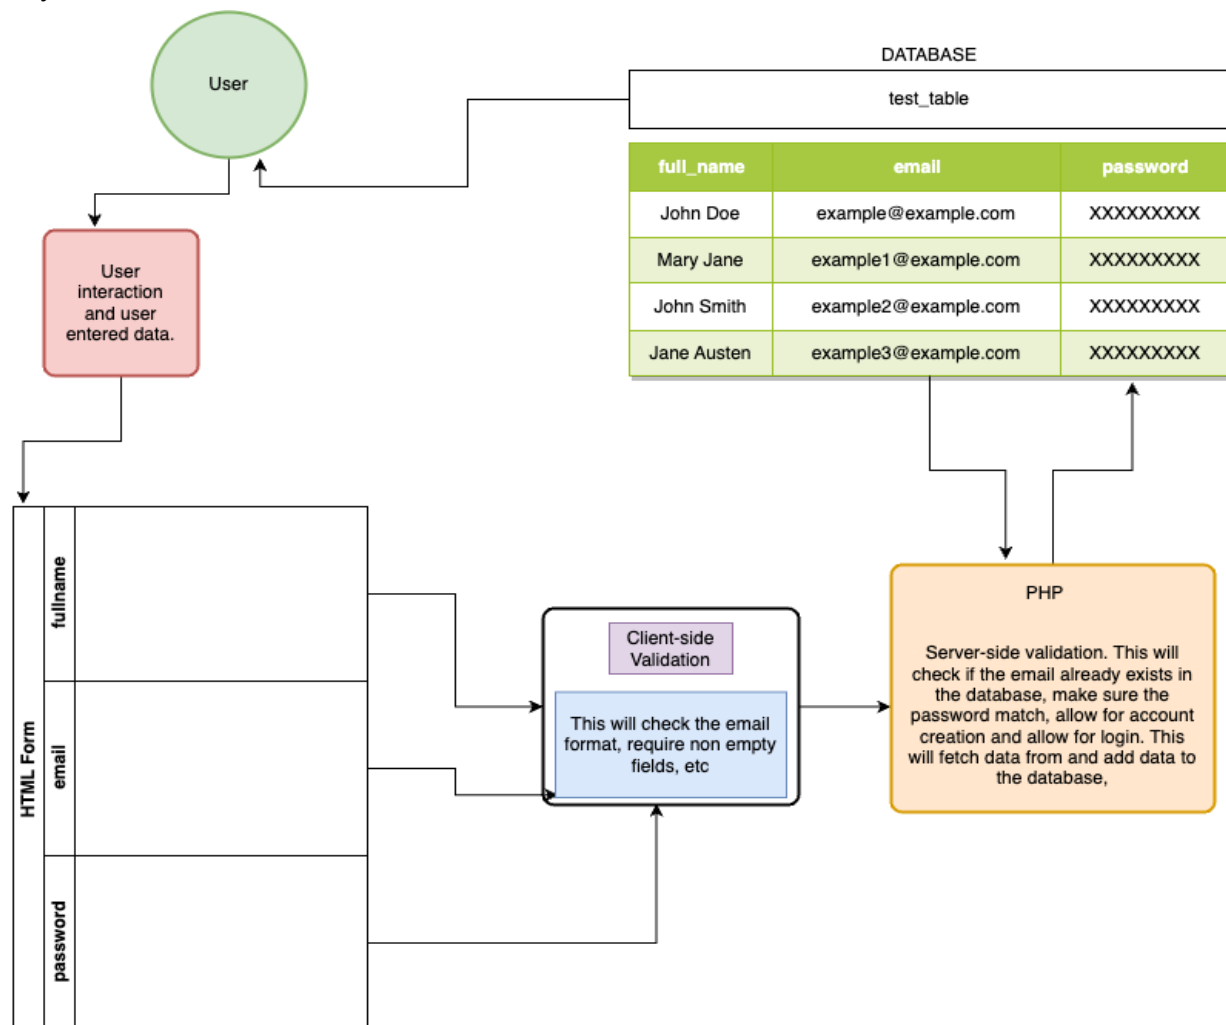 User
DATABASE
test_table
full_name email password
John Doe example@example.com XXXXXXXXX
Mary Jane example1@example.com XXXXXXXXX
John Smith example2@example.com XXXXXXXXX
Jane Austen example3@example.com XXXXXXXXX
User
interaction
and user
entered data.
HTML Form
fullname
email
password
Client-side
Validation
This will check the email
format, require non empty
fields, etc
PHP
Server-side validation. This will
check if the email already exists in
the database, make sure the
password match, allow for account
creation and allow for login. This
will fetch data from and add data to
the database,